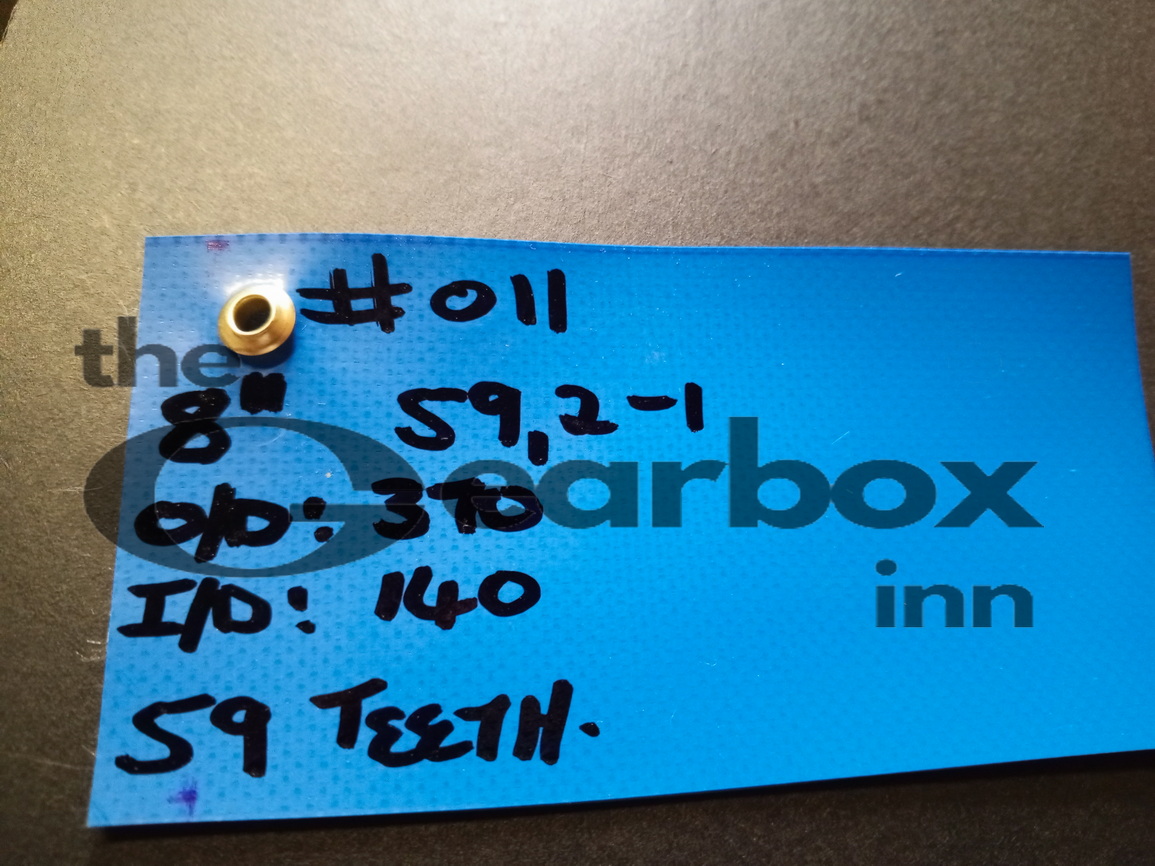 #011
8" 59,2-1
O/D: 370
I/D: 140
59 TEETH.
the
Gearbox
inn